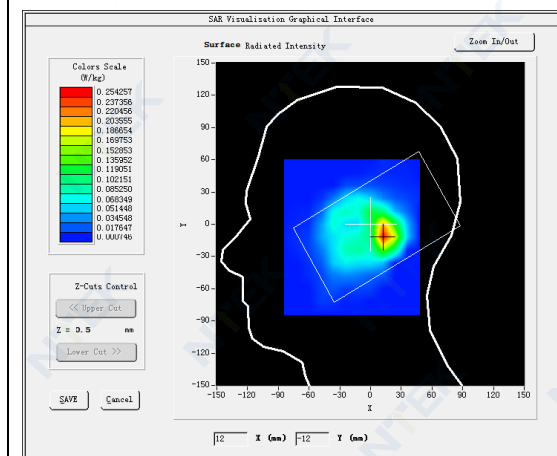 SAR Visualisation Graphical Interface
Surface Radiated Intensity
Zoom In/Out
Colors Scale
(W/kg)
0.254257
0.237356
0.220456
0.203555
0.186654
0.169753
0.152853
0.135952
0.119051
0.102151
0.085250
0.068349
0.051448
0.034548
0.017647
0.000746
150
120
90
60
30
0
-30
-60
-90
-120
-150
Y
-150 -120 -90 -60 -30 0 30 60 90 120 150
X
Z-Cuts Control
<< Upper Cut
Z = 3.5 mm
Lower Cut >>
SAVE Cancel
12 X (mm) -12 Y (mm)
NTEK